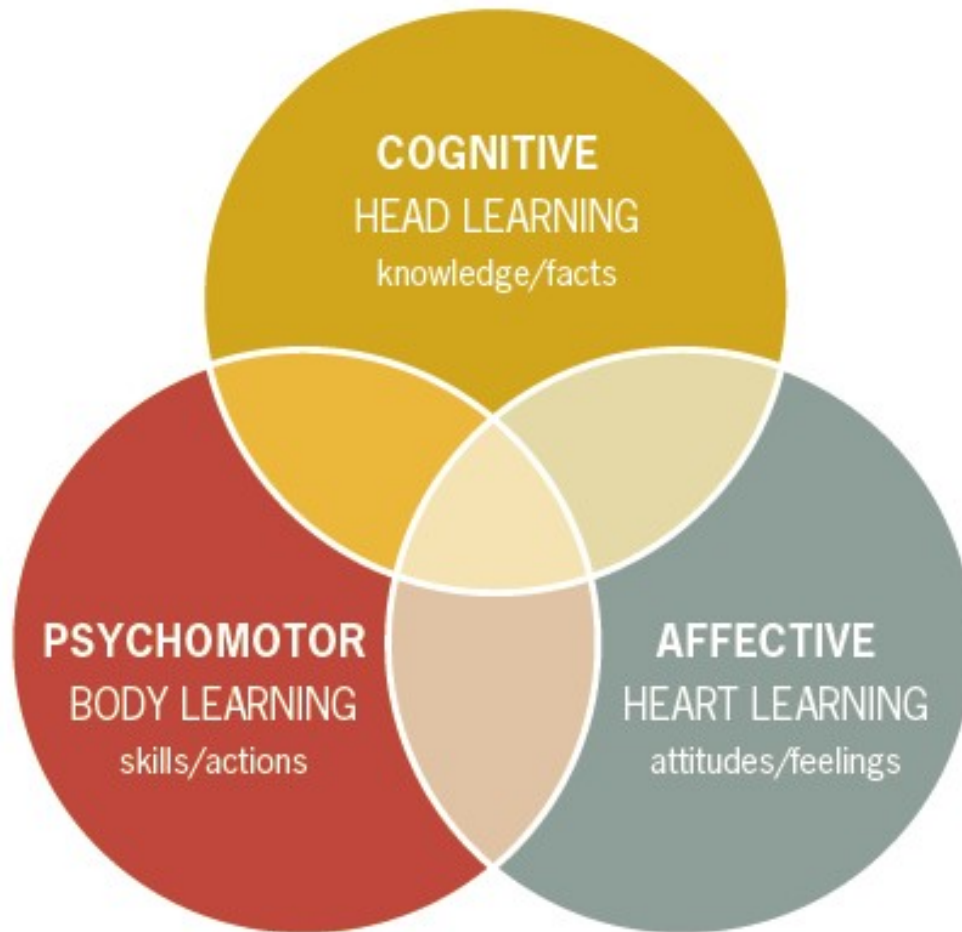 COGNITIVE
HEAD LEARNING
knowledge/facts
PSYCHOMOTOR
BODY LEARNING
skills/actions
AFFECTIVE
HEART LEARNING
attitudes/feelings